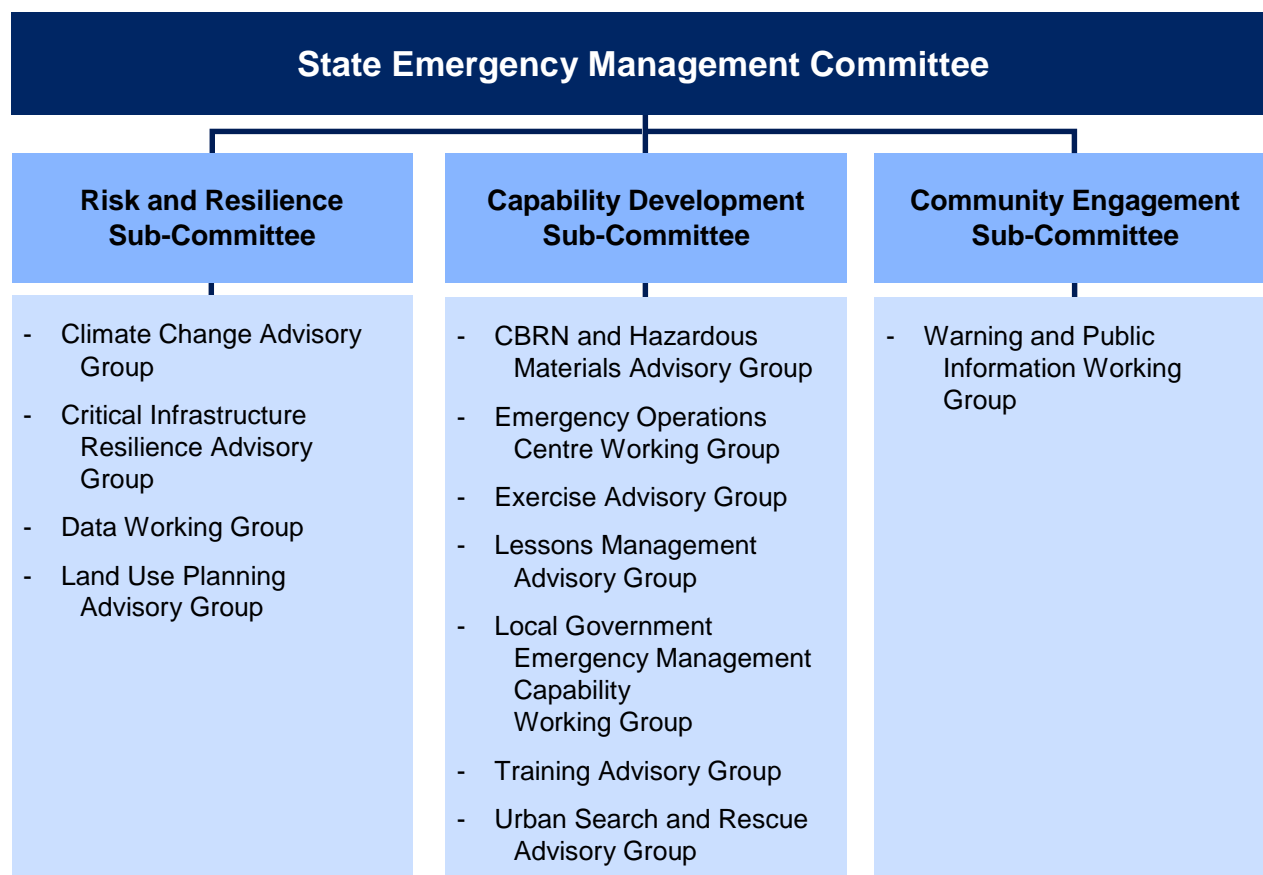 State Emergency Management Committee
Risk and Resilience
Sub-Committee
- Climate Change Advisory
Group
- Critical Infrastructure
Resilience Advisory
Group
- Data Working Group
- Land Use Planning
Advisory Group
Capability Development
Sub-Committee
- CBRN and Hazardous
Materials Advisory Group
- Emergency Operations
Centre Working Group
- Exercise Advisory Group
- Lessons Management
Advisory Group
- Local Government
Emergency Management
Capability
Working Group
- Training Advisory Group
- Urban Search and Rescue
Advisory Group
Community Engagement
Sub-Committee
- Warning and Public
Information Working
Group